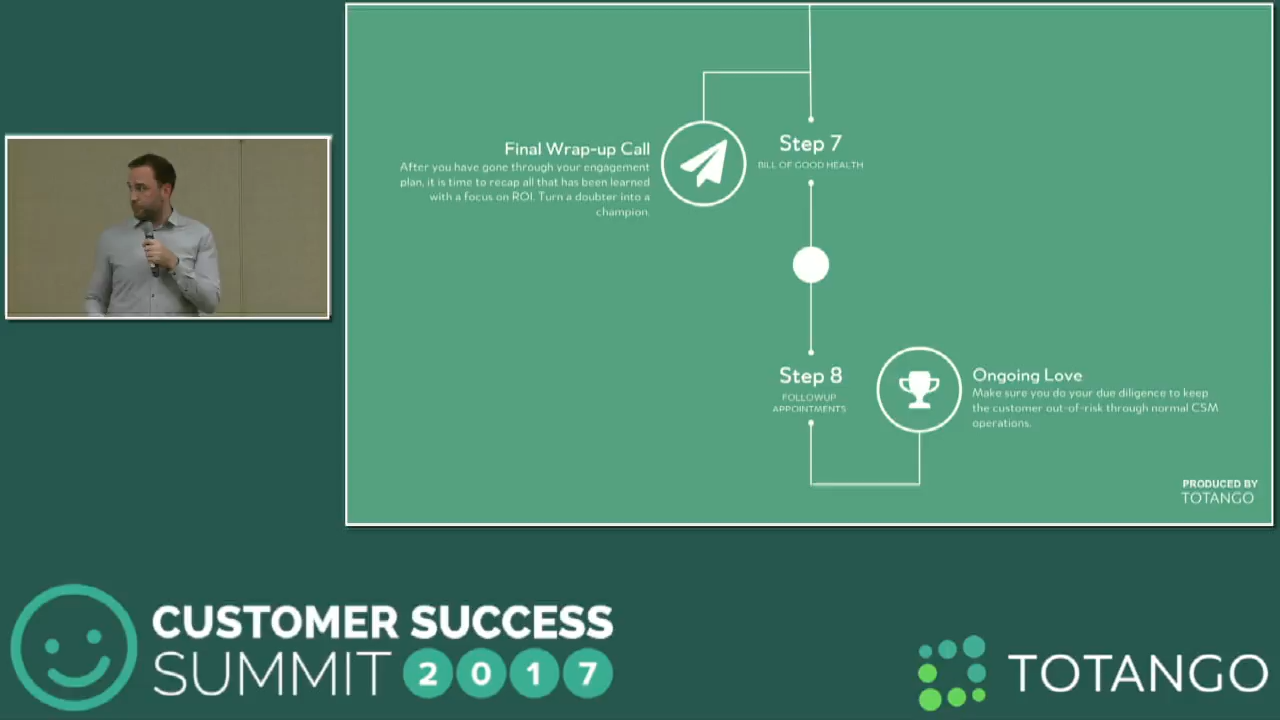 Final Wrap-up Call
After you have gone through your engagement
plan, it is time to recap all that has been learned
with a focus on ROI. Turn a doubter into a
champion.
Step 7
BILL OF GOOD HEALTH
Step 8
FOLLOWUP
APPOINTMENTS
Ongoing Love
Make sure you do your due diligence to keep
the customer out-of-risk through normal CSM
operations.
PRODUCED BY
TOTANGO
CUSTOMER SUCCESS
SUMMIT 2017
TOTANGO